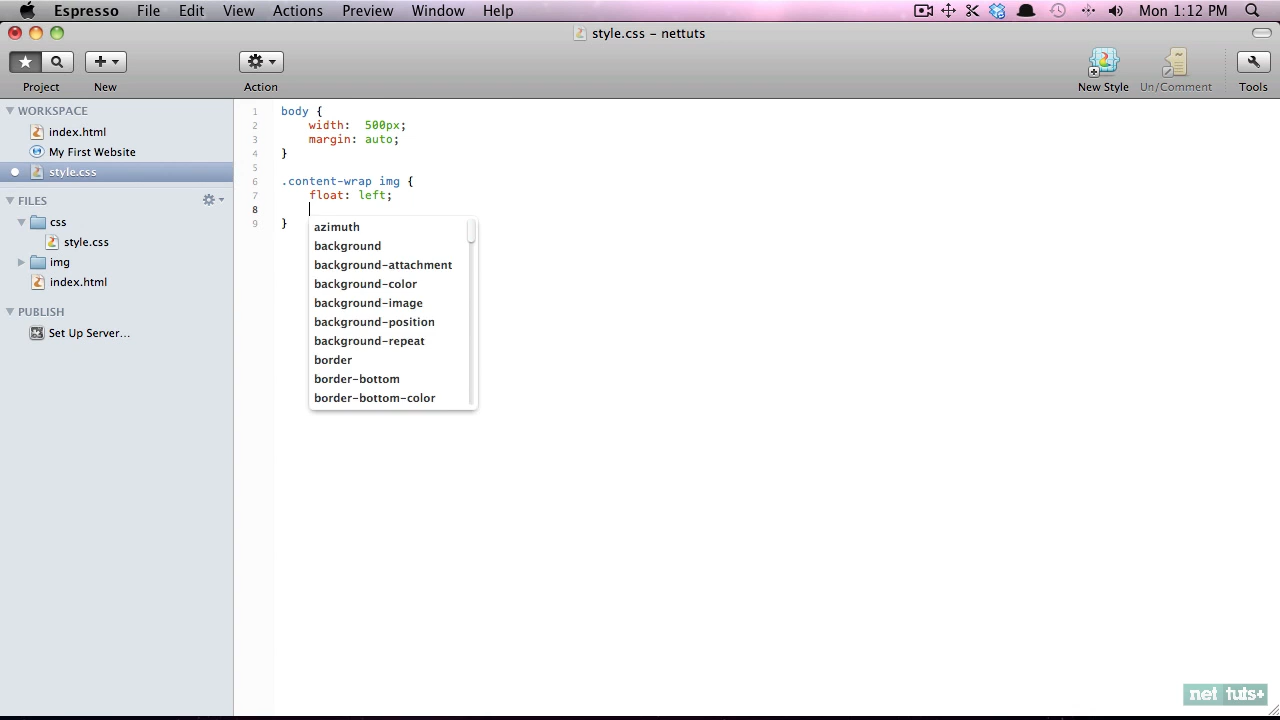 Espresso File Edit View Actions Preview Window Help Mon 1:12 PM
style.css – nettuts
Project New Action New Style Un/Comment Tools
WORKSPACE
index.html
My First Website
style.css
FILES
css
style.css
img
index.html
PUBLISH
Set Up Server...
1 body {
2 width: 500px;
3 margin: auto;
4 }
5
6 .content-wrap img {
7 float: left;
8
9 }
azimuth
background
background-attachment
background-color
background-image
background-position
background-repeat
border
border-bottom
border-bottom-color
net tuts+